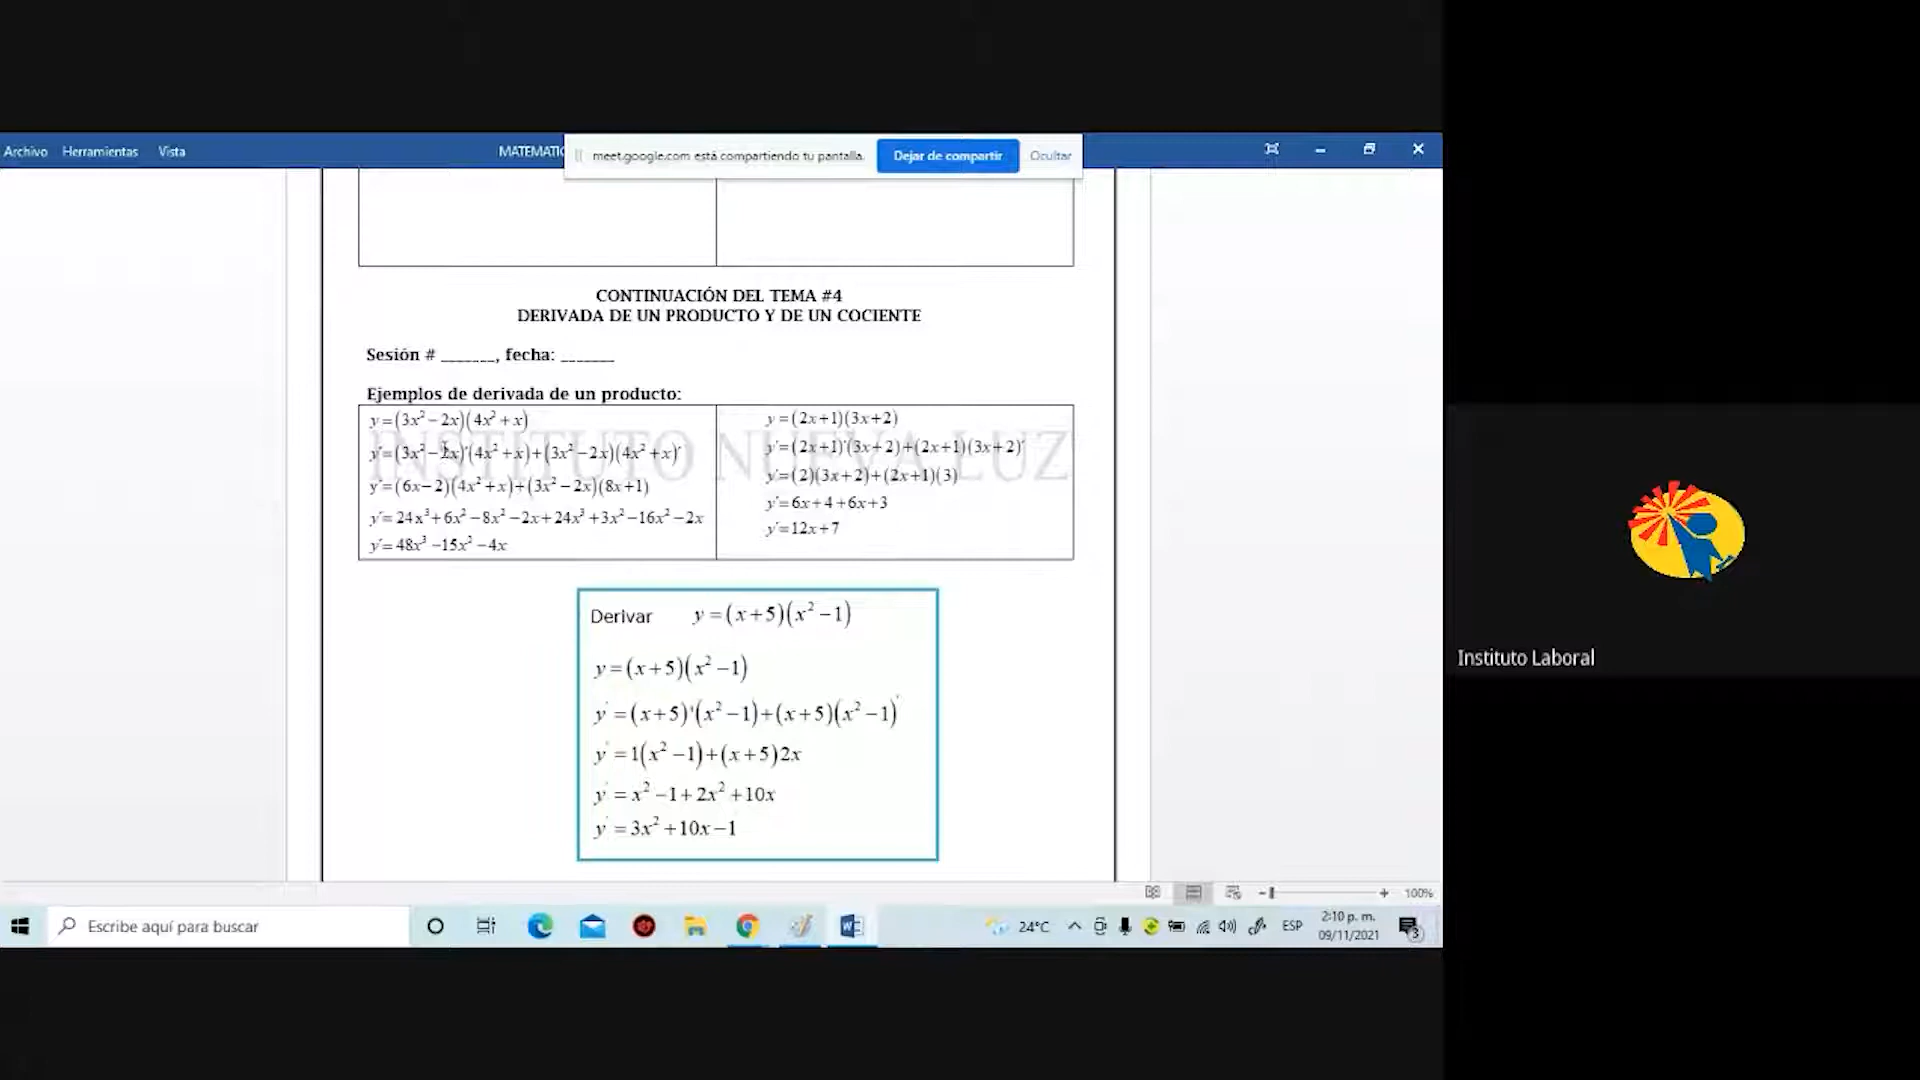 Archivo Herramientas Vista
MATEMATIC
meet.google.com está compartiendo tu pantalla.
Dejar de compartir
Ocultar
CONTINUACIÓN DEL TEMA #4
DERIVADA DE UN PRODUCTO Y DE UN COCIENTE
Sesión # _______, fecha: _______
Ejemplos de derivada de un producto:
INSTITUTO NUEVA LUZ
y=(3x²−2x)(4x²+x)
y'=(3x²−2x)'(4x²+x)+(3x²−2x)(4x²+x)'
y'=(6x−2)(4x²+x)+(3x²−2x)(8x+1)
y'=24x³+6x²−8x²−2x+24x³+3x²−16x²−2x
y'=48x³−15x²−4x
y=(2x+1)(3x+2)
y'=(2x+1)'(3x+2)+(2x+1)(3x+2)'
y'=(2)(3x+2)+(2x+1)(3)
y'=6x+4+6x+3
y'=12x+7
Derivar y=(x+5)(x²−1)
y=(x+5)(x²−1)
y'=(x+5)'(x²−1)+(x+5)(x²−1)'
y'=1(x²−1)+(x+5)2x
y'=x²−1+2x²+10x
y'=3x²+10x−1
Instituto Laboral
100%
Escribe aquí para buscar
24°C
ESP
2:10 p. m.
09/11/2021
3